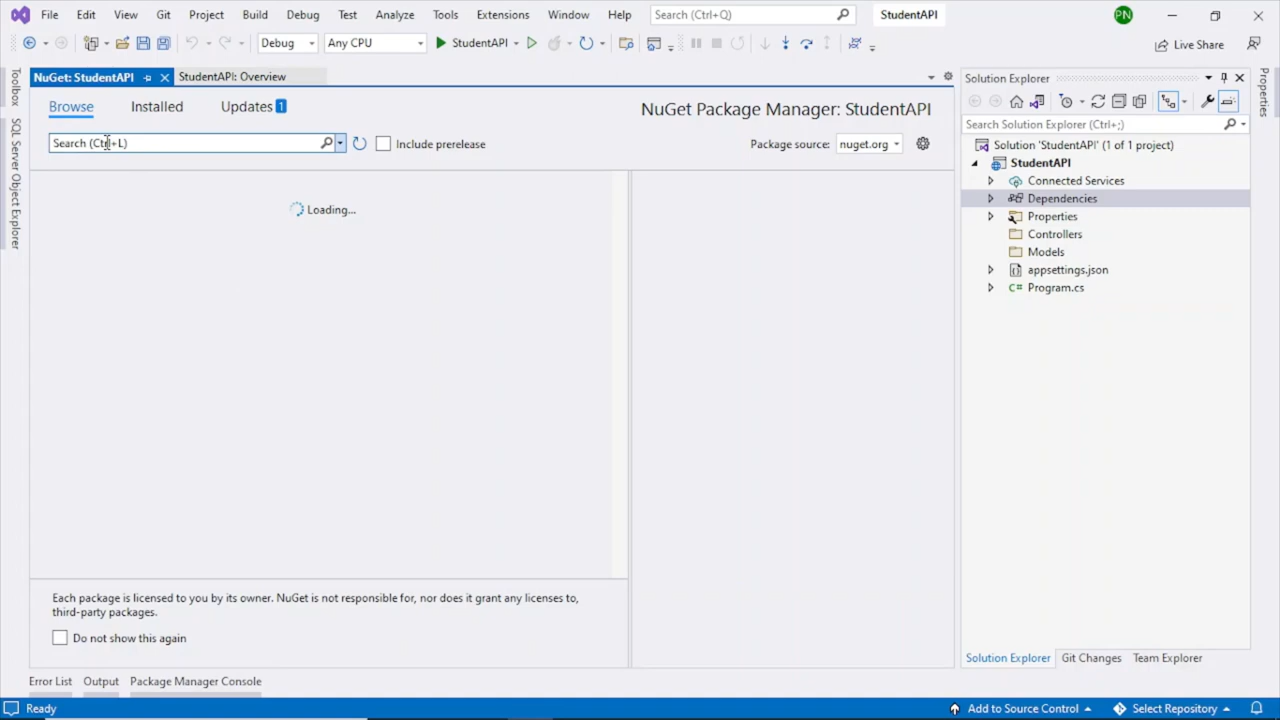 File Edit View Git Project Build Debug Test Analyze Tools Extensions Window Help Search (Ctrl+Q) StudentAPI PN
Debug Any CPU StudentAPI Live Share
NuGet: StudentAPI StudentAPI: Overview
Browse Installed Updates 1 NuGet Package Manager: StudentAPI
Search (Ctrl+L) Include prerelease Package source: nuget.org
Loading...
Each package is licensed to you by its owner. NuGet is not responsible for, nor does it grant any licenses to,
third-party packages.
Do not show this again
Toolbox
SQL Server Object Explorer
Solution Explorer
Search Solution Explorer (Ctrl+;)
Solution 'StudentAPI' (1 of 1 project)
StudentAPI
Connected Services
Dependencies
Properties
Controllers
Models
appsettings.json
C# Program.cs
Solution Explorer Git Changes Team Explorer
Properties
Error List Output Package Manager Console
Ready Add to Source Control Select Repository